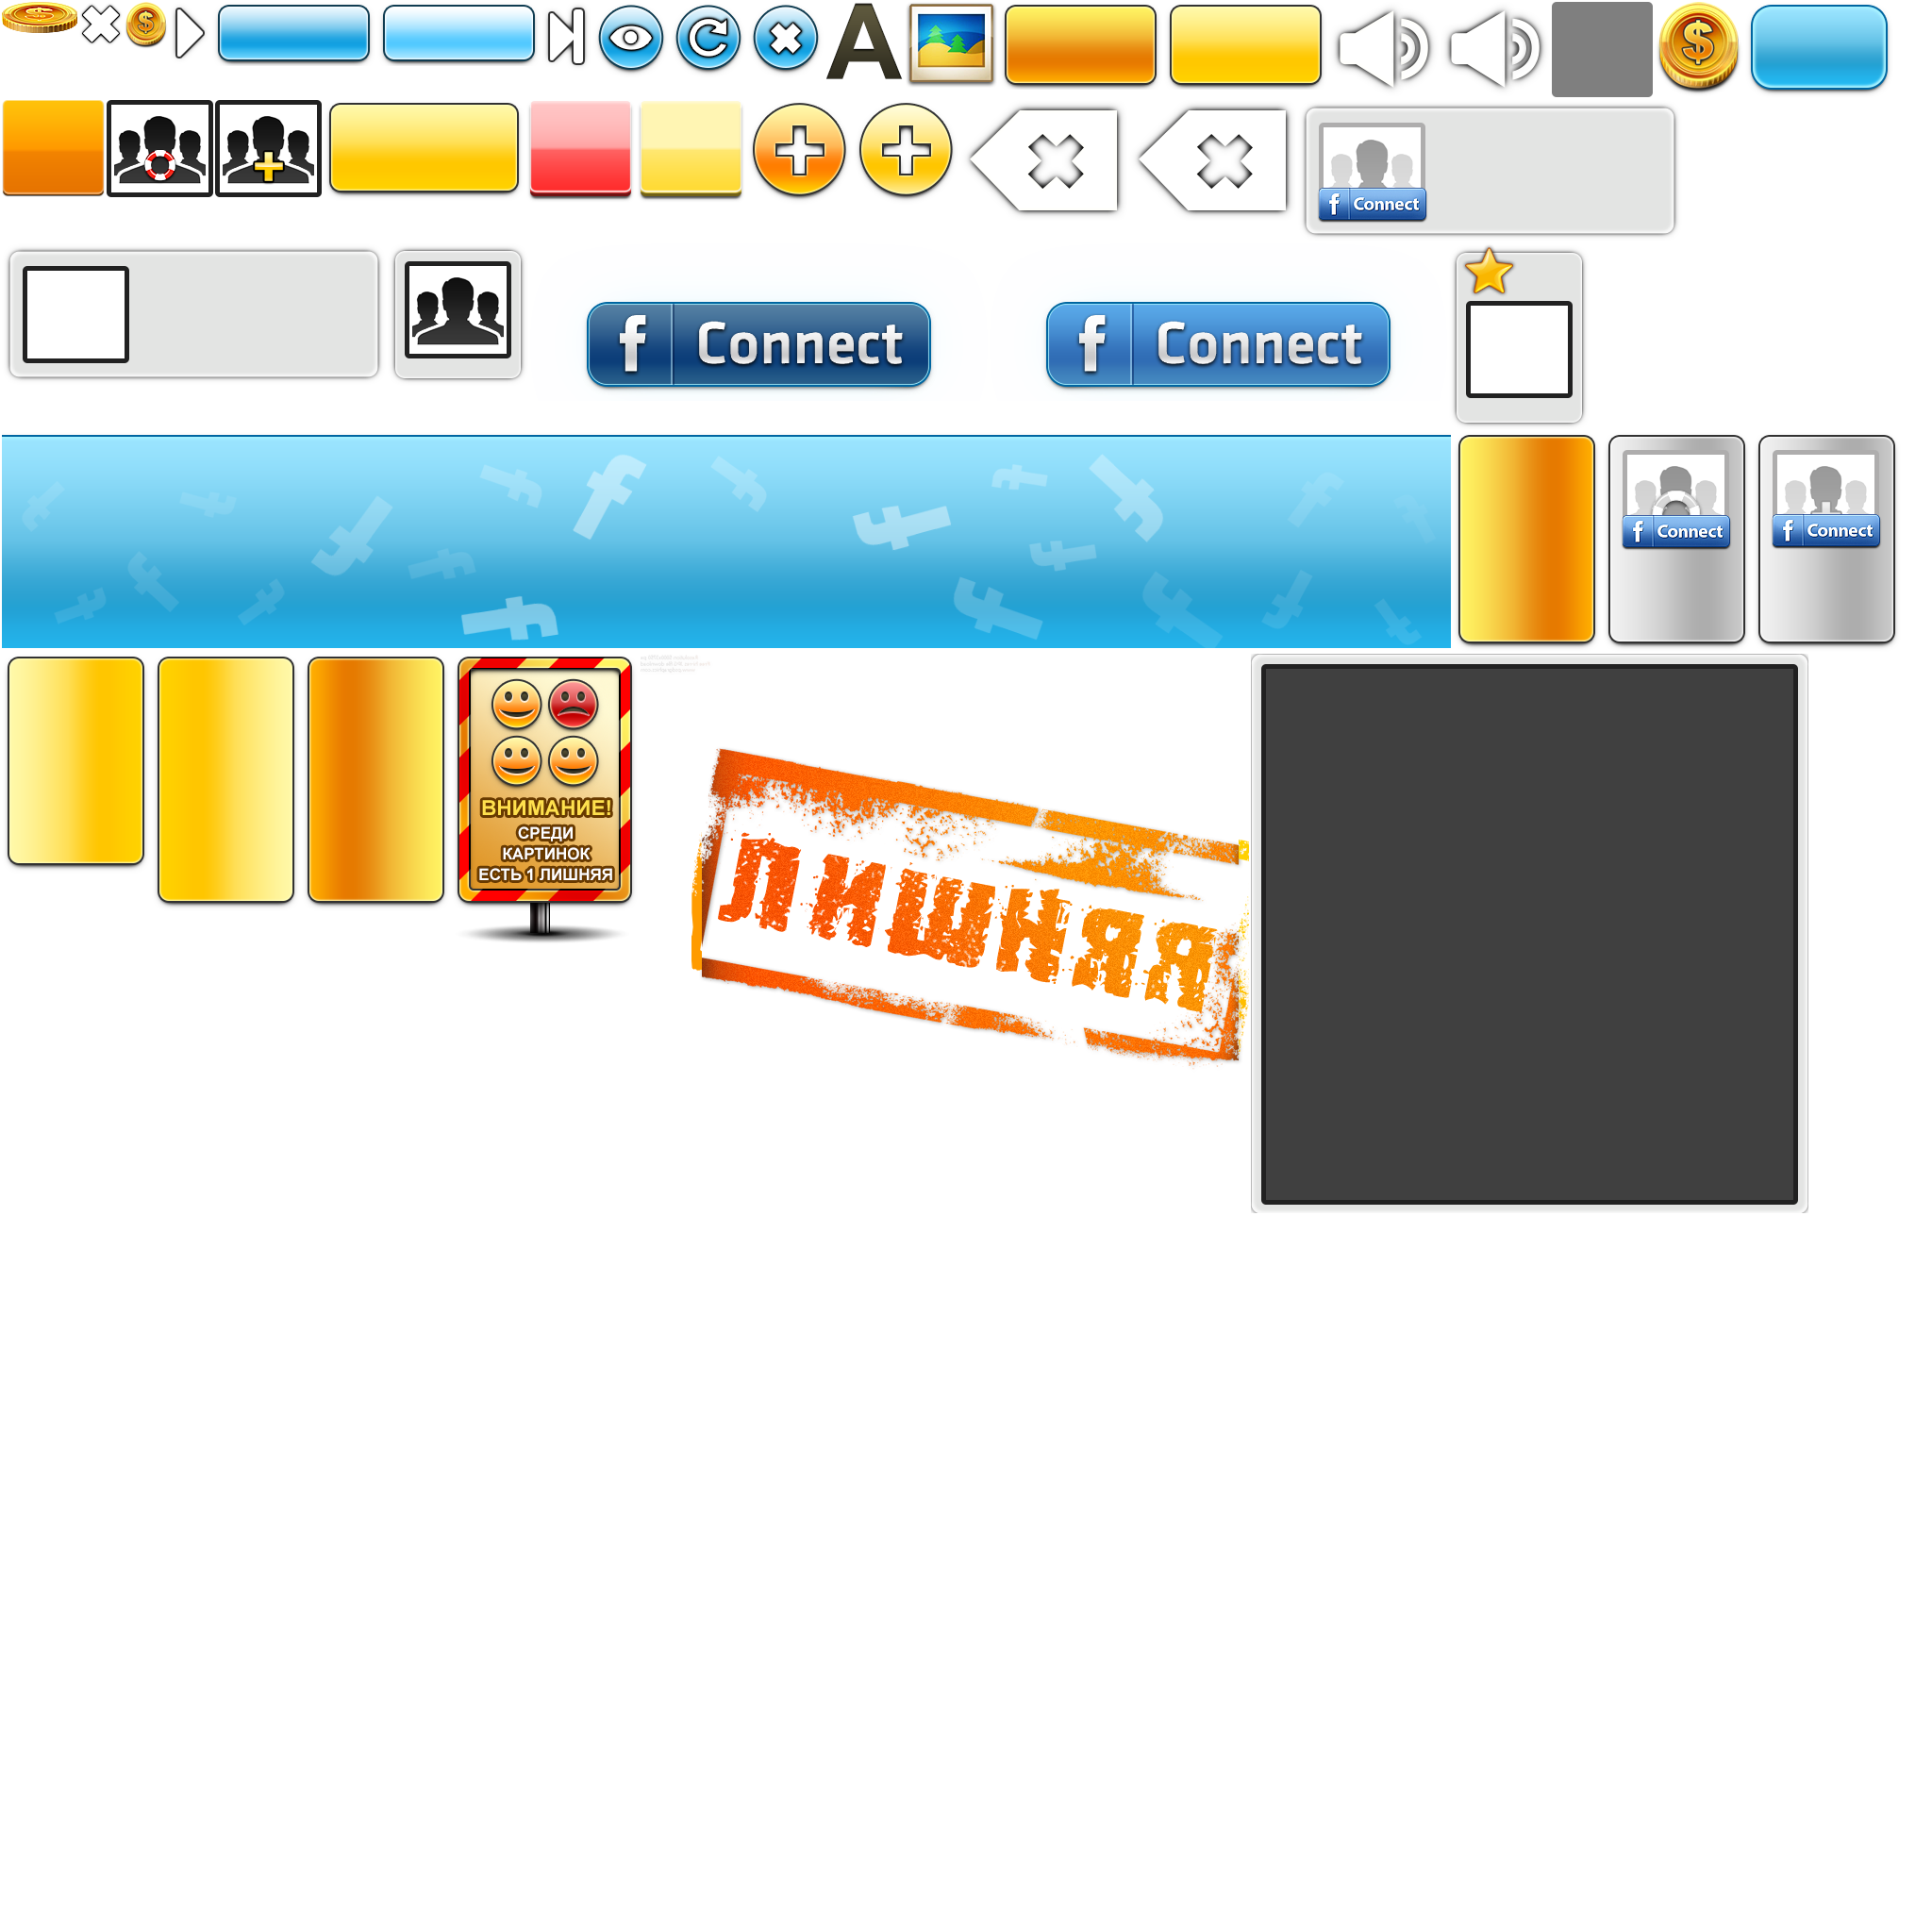 A
f Connect
f Connect
f Connect
f Connect
f Connect
ВНИМАНИЕ!
СРЕДИ
КАРТИНОК
ЕСТЬ 1 ЛИШНЯЯ
ЛИШНЯЯ